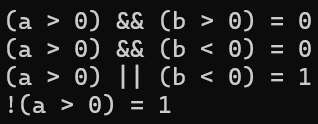 (a > 0) && (b > 0) = 0
(a > 0) && (b < 0) = 0
(a > 0) || (b < 0) = 1
!(a > 0) = 1